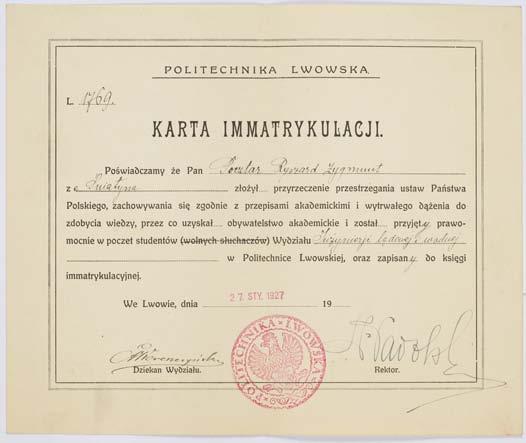 POLITECHNIKA LWOWSKA.
L. 1769.
KARTA IMMATRYKULACJI.
Poświadczamy że Pan Ryszard Zygmunt
z e Śniatyna złożył przyrzeczenie przestrzegania ustaw Państwa
Polskiego, zachowywania się zgodnie z przepisami akademickimi i wytrwałego dążenia do
zdobycia wiedzy, przez co uzyskał obywatelstwo akademickie i został przyjęty prawo-
mocnie w poczet studentów (wolnych słuchaczów) Wydziału Inżynierji lądowej i wodnej
w Politechnice Lwowskiej, oraz zapisany do księgi
immatrykulacyjnej.
We Lwowie, dnia 27. STY. 1927 19
POLITECHNIKA LWOWSKA
Dziekan Wydziału.
Rektor.